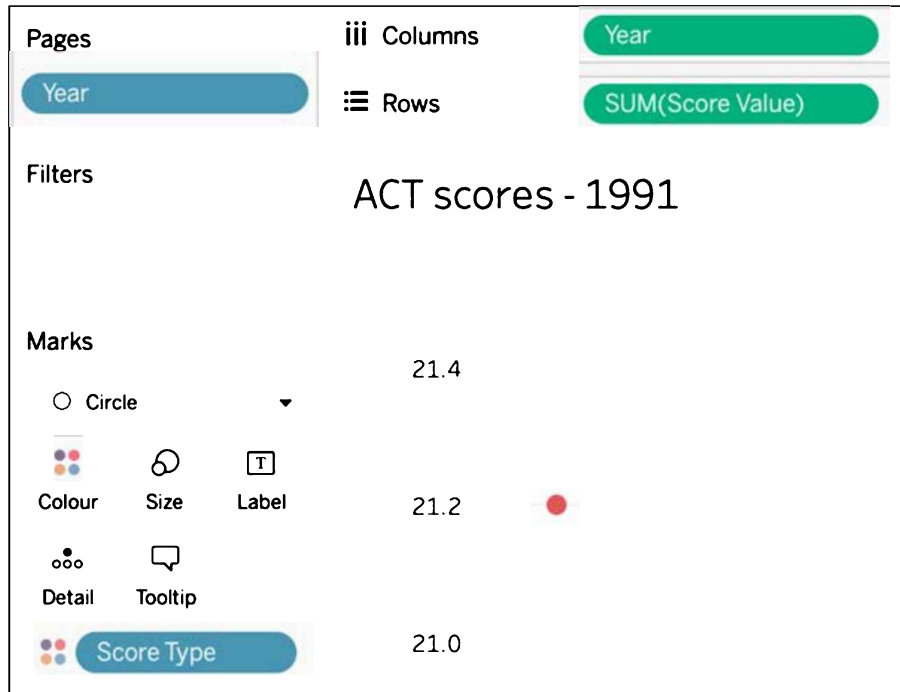 Pages
Year
Columns
Year
Rows
SUM(Score Value)
Filters
ACT scores - 1991
Marks
Circle
Colour Size Label
T
Detail Tooltip
Score Type
21.4
21.2
21.0